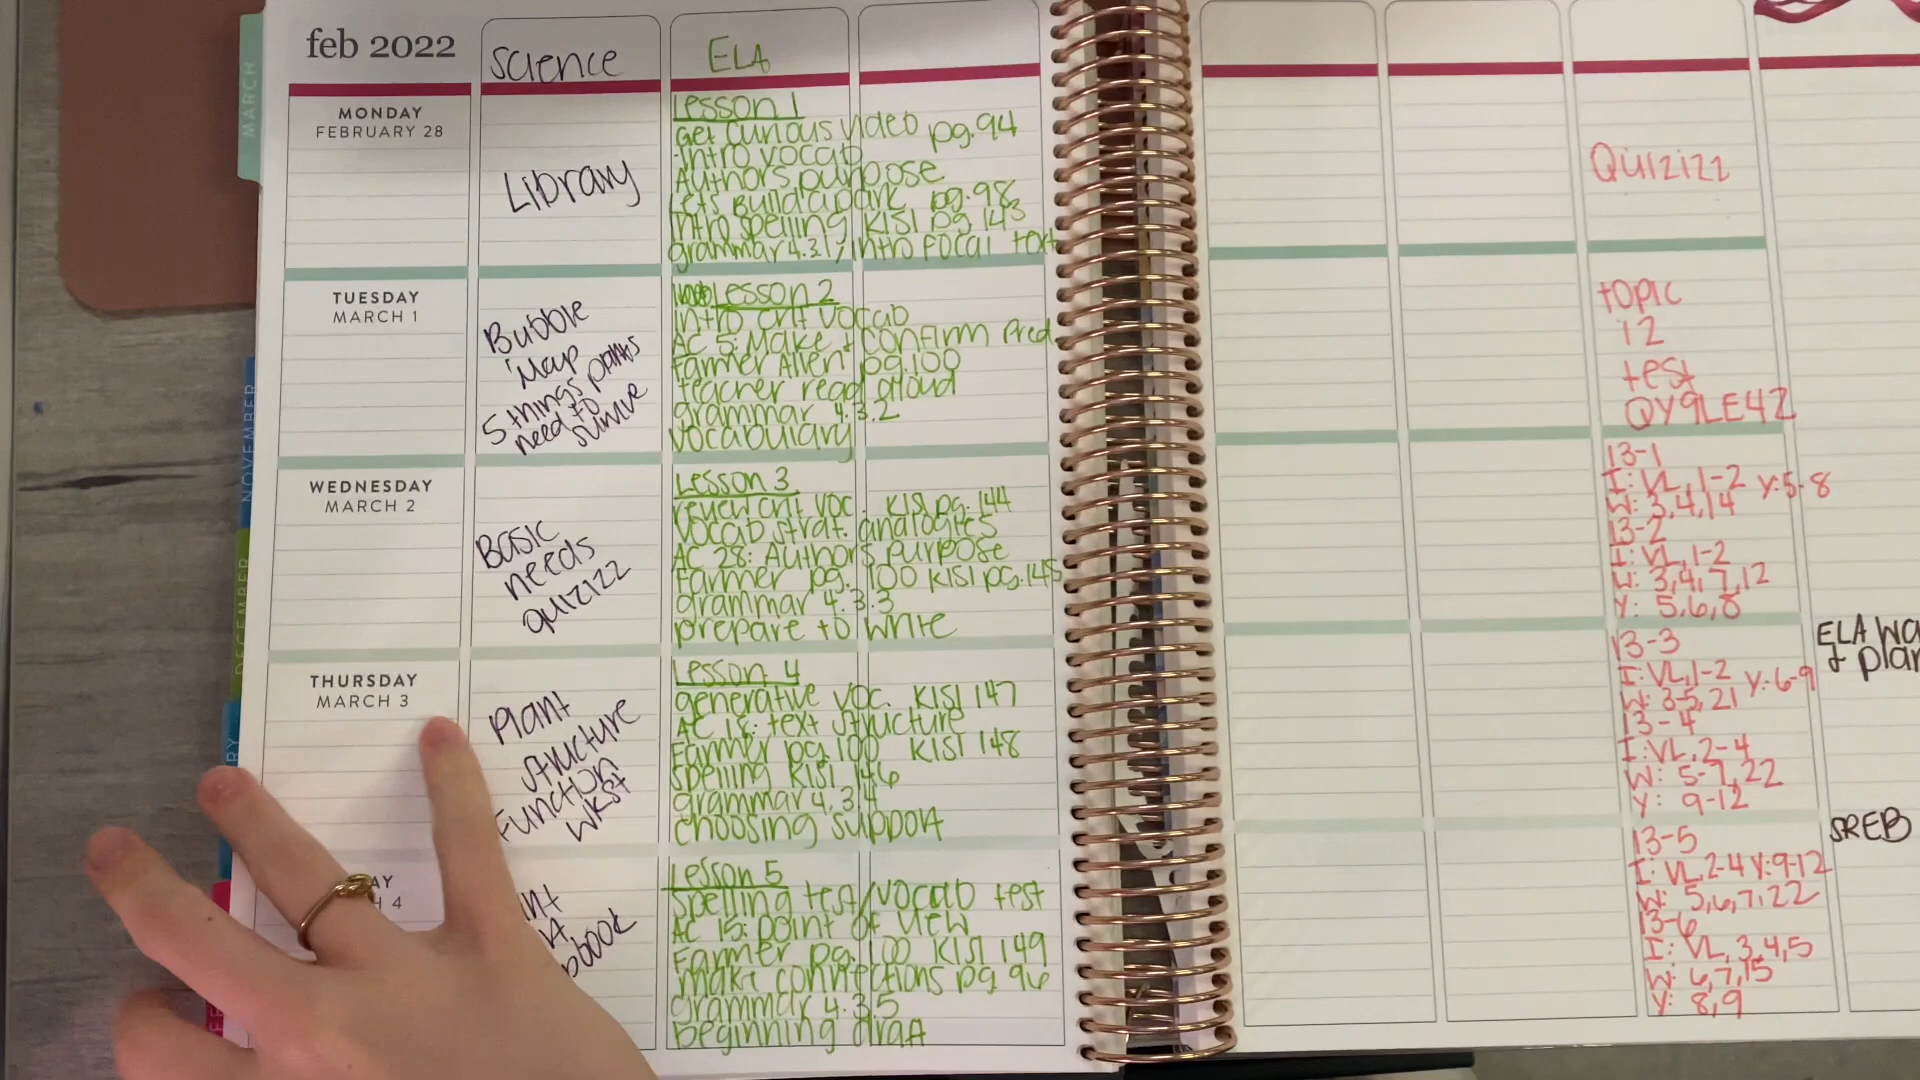 feb 2022
science
ELA
MONDAY
FEBRUARY 28
Library
Lesson 1
Get Curious video pg.94
intro vocab
Authors purpose
Lets Build a park pg.98
intro spelling KISI pg 143
grammar 4.3.1 / intro focal text
Quizizz
TUESDAY
MARCH 1
Bubble
Map
5 things plants
need to
survive
Lesson 2
intro crit vocab
AC 5: Make + confirm Pred.
Farmer Allen pg.100
teacher read aloud
grammar 4.3.2
vocabulary
topic
12
test
QY9LE42
WEDNESDAY
MARCH 2
Basic
needs
quizizz
Lesson 3
review crit voc. KISI pg.144
vocab strat. analogies
AC 28: Authors purpose
Farmer pg. 100 KISI pg.145
grammar 4.3.3
prepare to write
13-1
I: VL, 1-2 Y:5-8
W: 3,4,14
13-2
I: VL, 1-2
W: 3,4,7,12
Y: 5,6,8
THURSDAY
MARCH 3
Plant
structure
Function
wkst
Lesson 4
generative voc. KISI 147
AC 18: text structure
Farmer pg 100 KISI 148
spelling KISI 146
grammar 4.3.4
choosing support
13-3
I: VL, 1-2 Y:6-9
W: 3-5,21
13-4
I: VL, 2-4
W: 5-7,22
Y: 9-12
ELA
& plan
AY
H 4
book
Lesson 5
spelling test/vocab test
AC 15: point of view
Farmer pg. 100 KISI 149
make connections pg 96
grammar 4.3.5
beginning draft
13-5
I: VL 2-4 Y:9-12
W: 5,6,7,22
13-6
I: VL, 3,4,5
W: 6,7,15
Y: 8,9
SREB
MARCH
NOVEMBER
DECEMBER